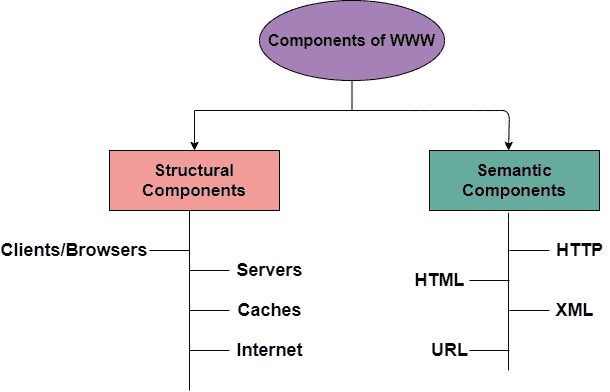 Components of WWW
Structural
Components
Semantic
Components
Clients/Browsers
Servers
Caches
Internet
HTTP
HTML
XML
URL